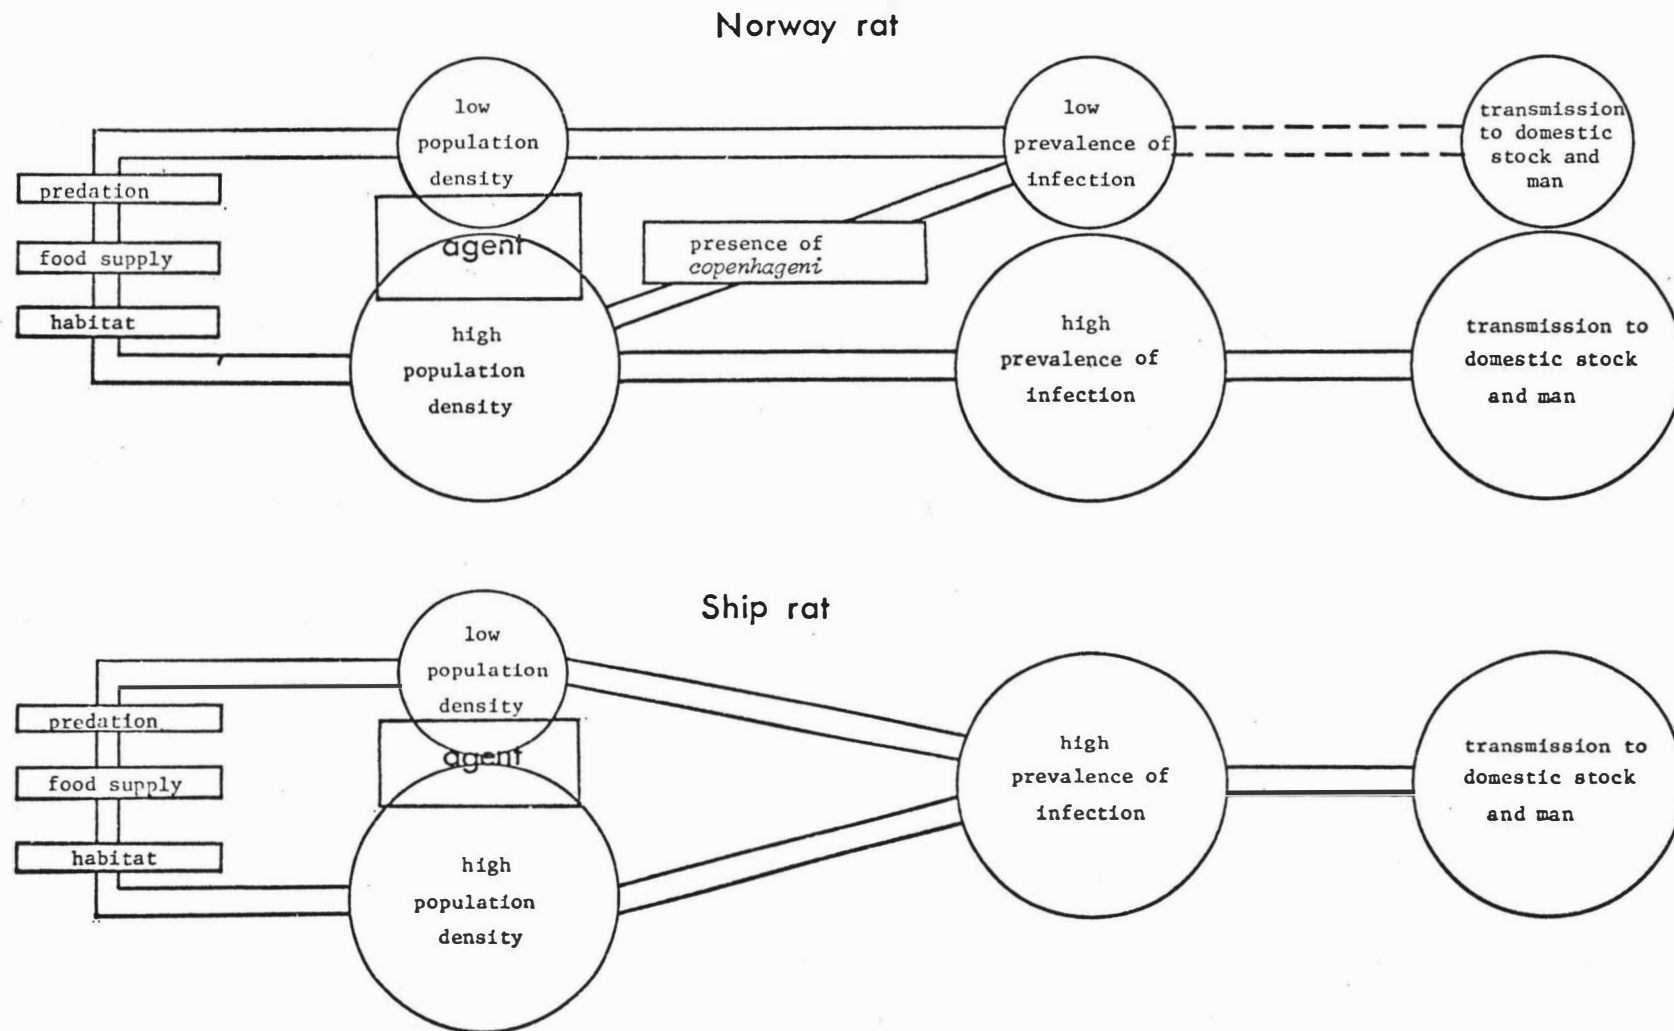 Norway rat
low
population
density
low
prevalence of
infection
transmission
to domestic
stock and
man
predation
food supply
habitat
agent
presence of
copenhageni
high
population
density
high
prevalence of
infection
transmission to
domestic stock
and man
Ship rat
low
population
density
predation
food supply
habitat
agent
high
population
density
high
prevalence of
infection
transmission to
domestic stock
and man